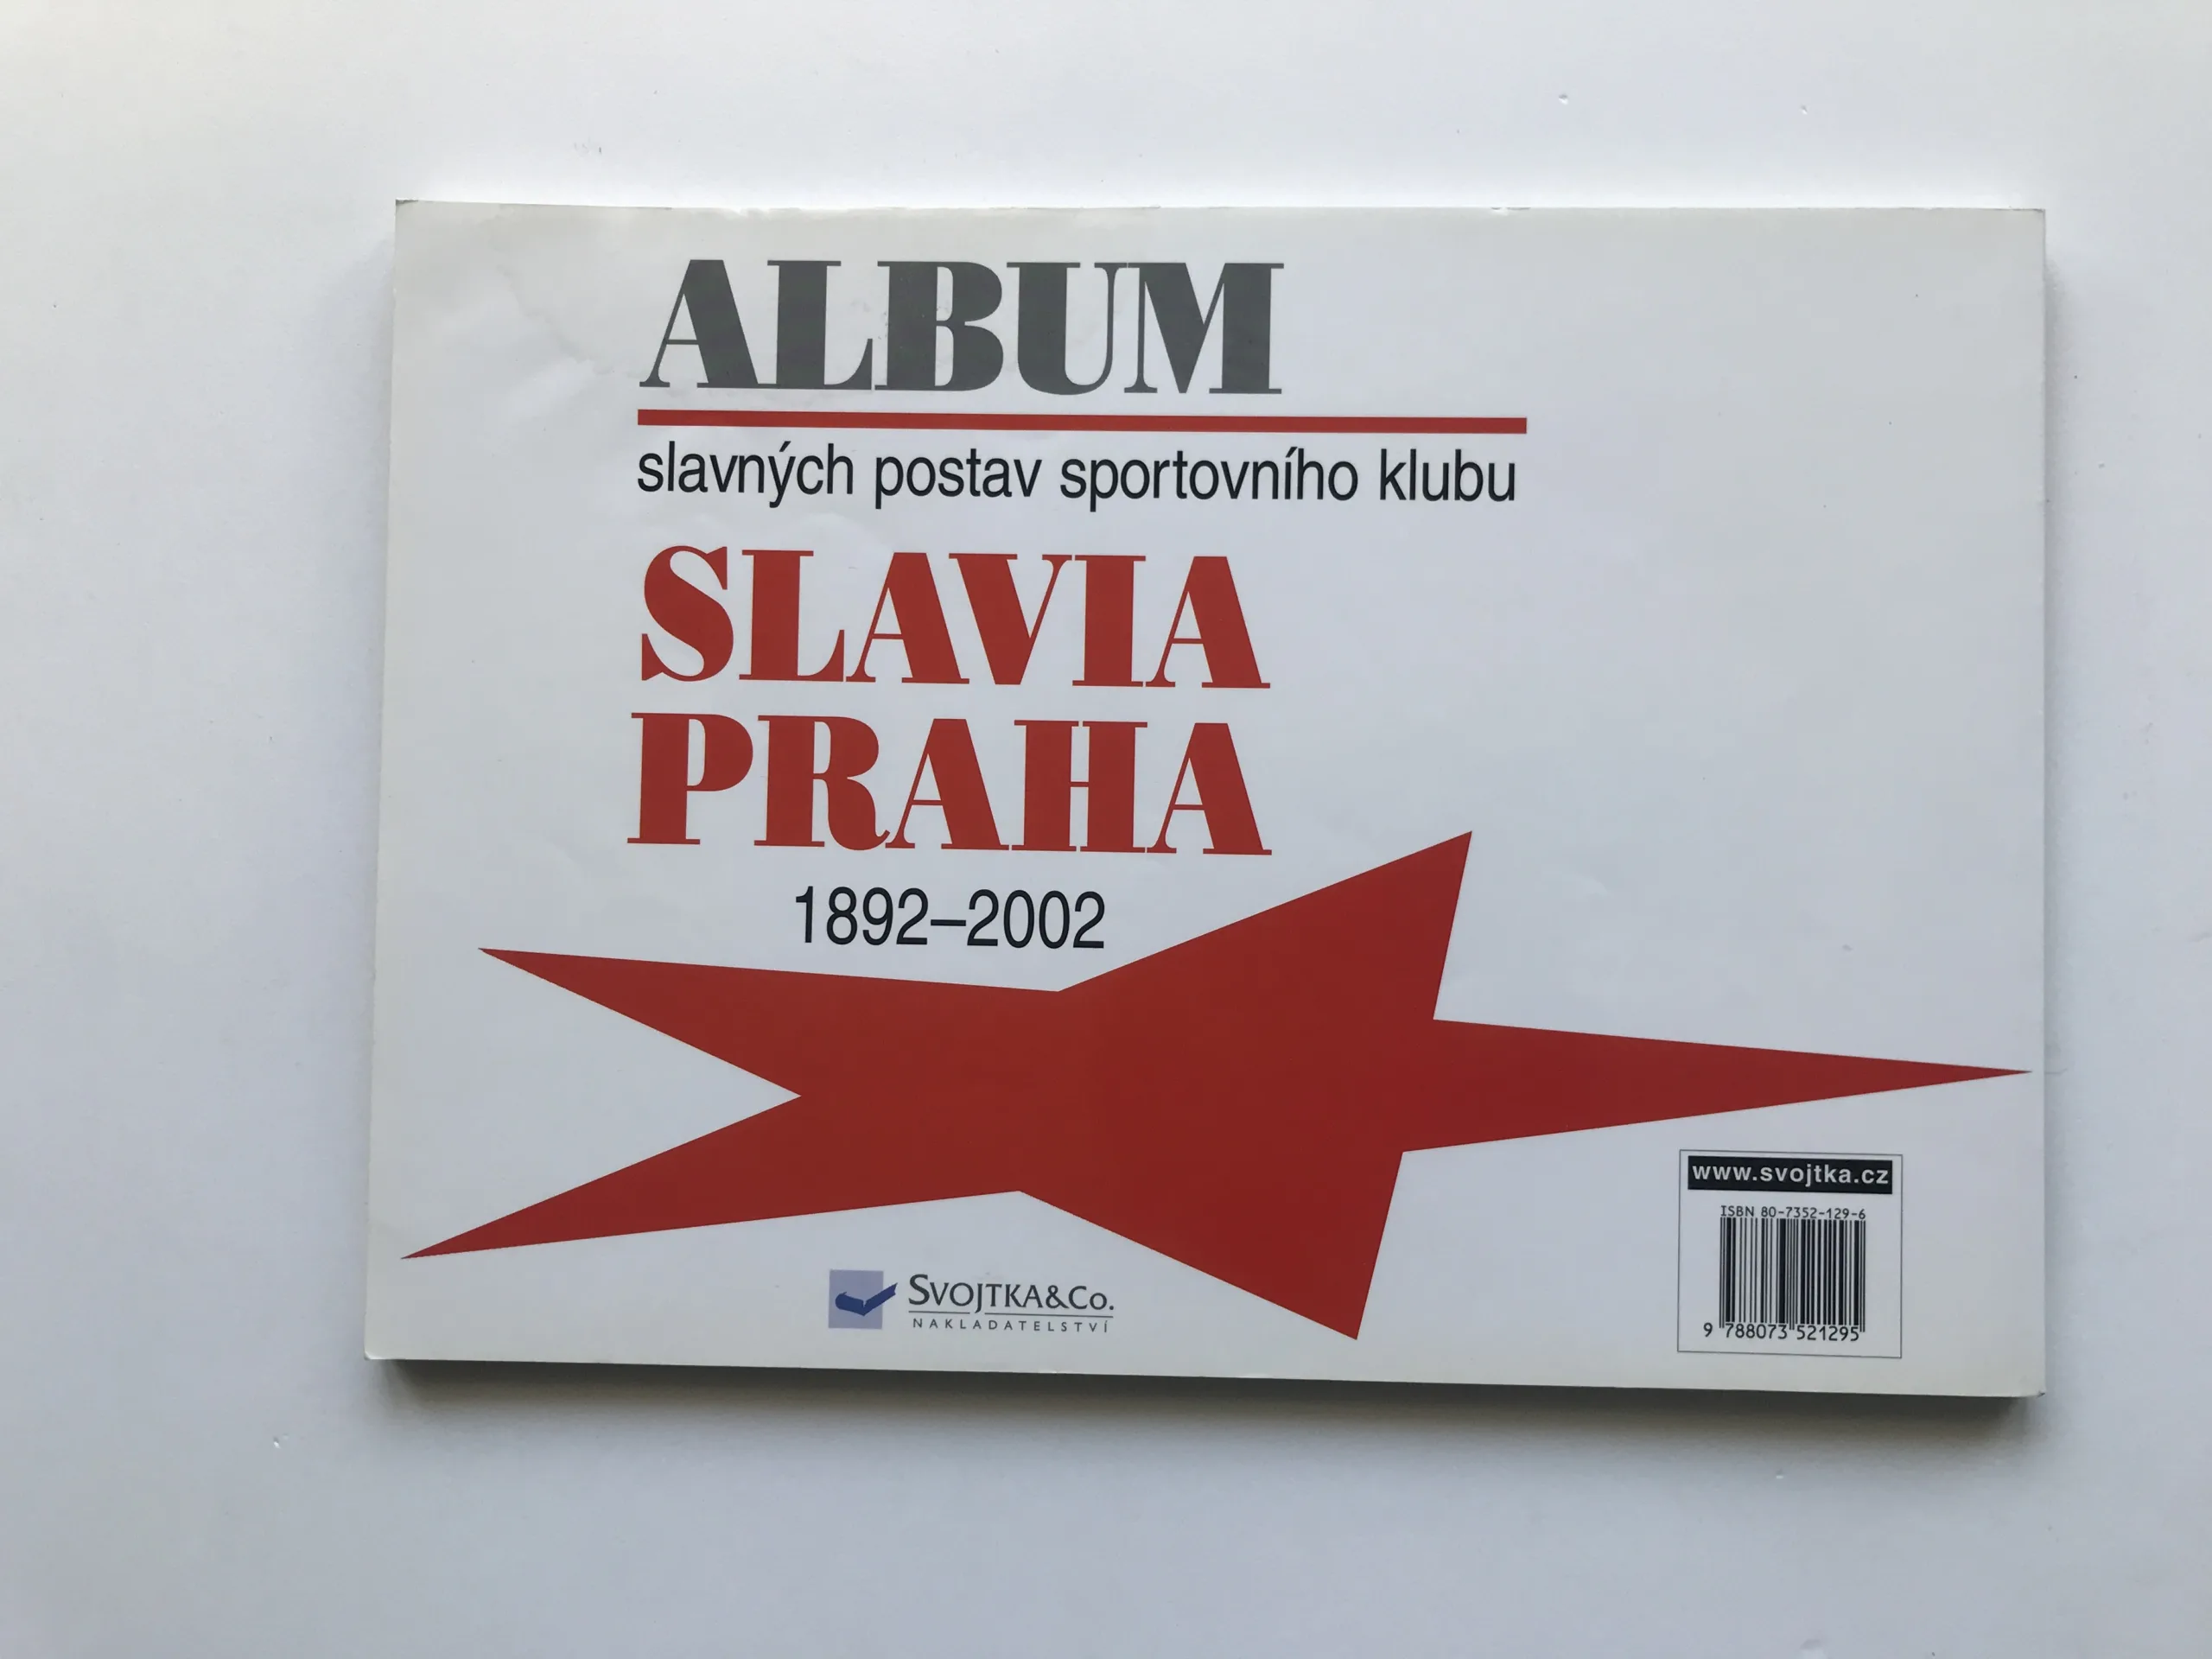 ALBUM
slavných postav sportovního klubu
SLAVIA
PRAHA
1892–2002
SVOJTKA&CO.
NAKLADATELSTVÍ
www.svojtka.cz
ISBN 80-7352-129-6
9 788073 521295